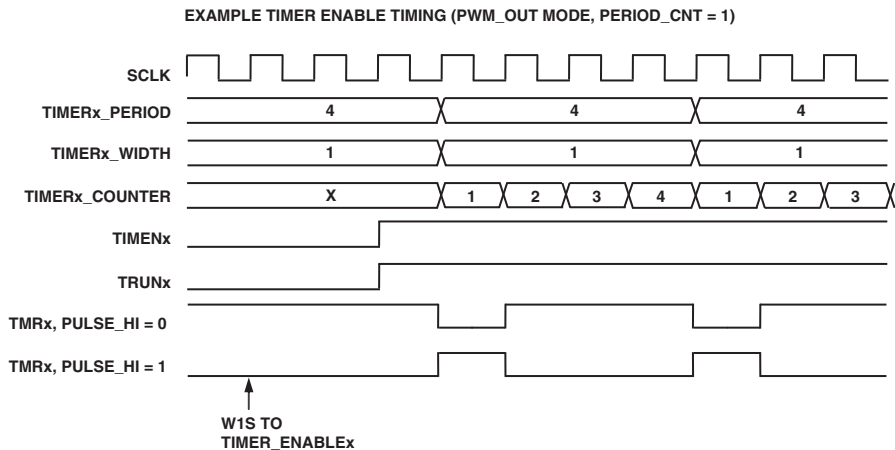 EXAMPLE TIMER ENABLE TIMING (PWM_OUT MODE, PERIOD_CNT = 1)
SCLK
TIMERx_PERIOD 4 4 4
TIMERx_WIDTH 1 1 1
TIMERx_COUNTER X 1 2 3 4 1 2 3
TIMENx
TRUNx
TMRx, PULSE_HI = 0
TMRx, PULSE_HI = 1
W1S TO
TIMER_ENABLEx